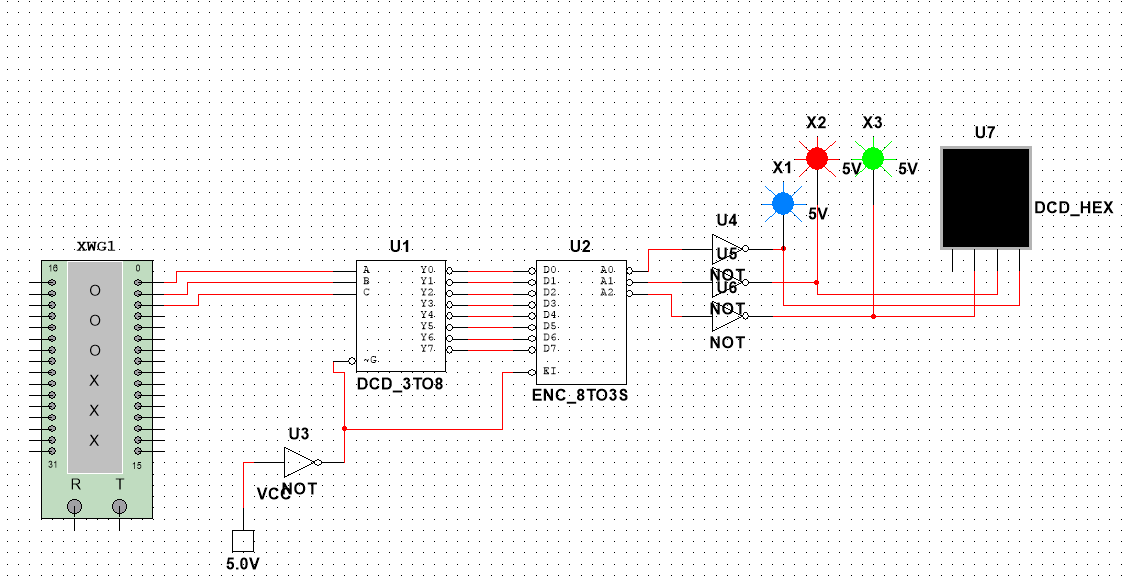 X2 X3
U7
5V 5V
X1
5V
DCD_HEX
U4
XWG1 U1 U2 U5
16 0 A Y0 D0 A0 NOT
O B Y1 D1 A1 U6
C Y2 D2 A2
Y3 D3 NOT
O Y4 D4
Y5 D5
Y6 D6 NOT
O Y7 D7
~G EI
X DCD_3TO8 ENC_8TO3S
X
U3
X
31 15
R T VCC NOT
5.0V